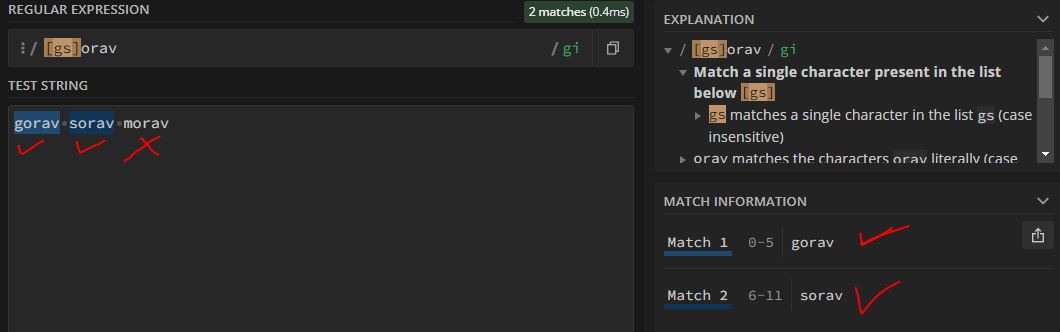 REGULAR EXPRESSION
2 matches (0.4ms)
/ [gs]orav
/ gi
TEST STRING
gorav·sorav·morav
EXPLANATION
/ [gs]orav / gi
Match a single character present in the list
below [gs]
gs matches a single character in the list gs (case
insensitive)
orav matches the characters orav literally (case
MATCH INFORMATION
Match 1 0-5 gorav
Match 2 6-11 sorav